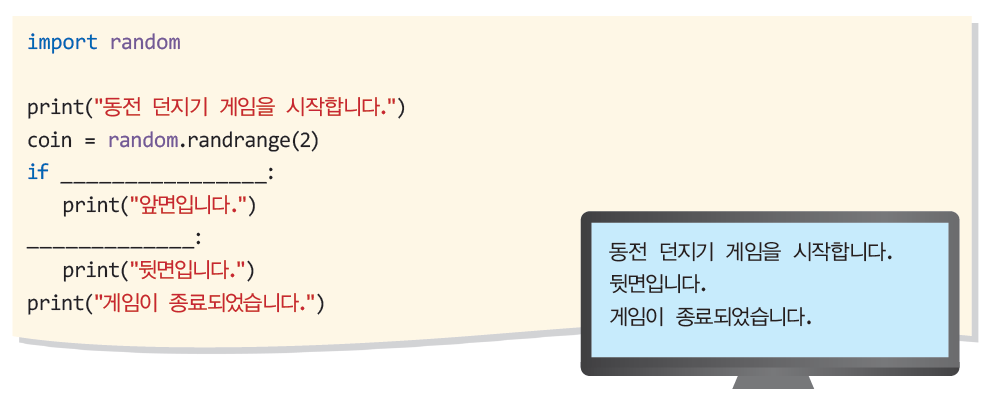 import random
print("동전 던지기 게임을 시작합니다.")
coin = random.randrange(2)
if ________________:
print("앞면입니다.")
_____________:
print("뒷면입니다.")
print("게임이 종료되었습니다.")
동전 던지기 게임을 시작합니다.
뒷면입니다.
게임이 종료되었습니다.